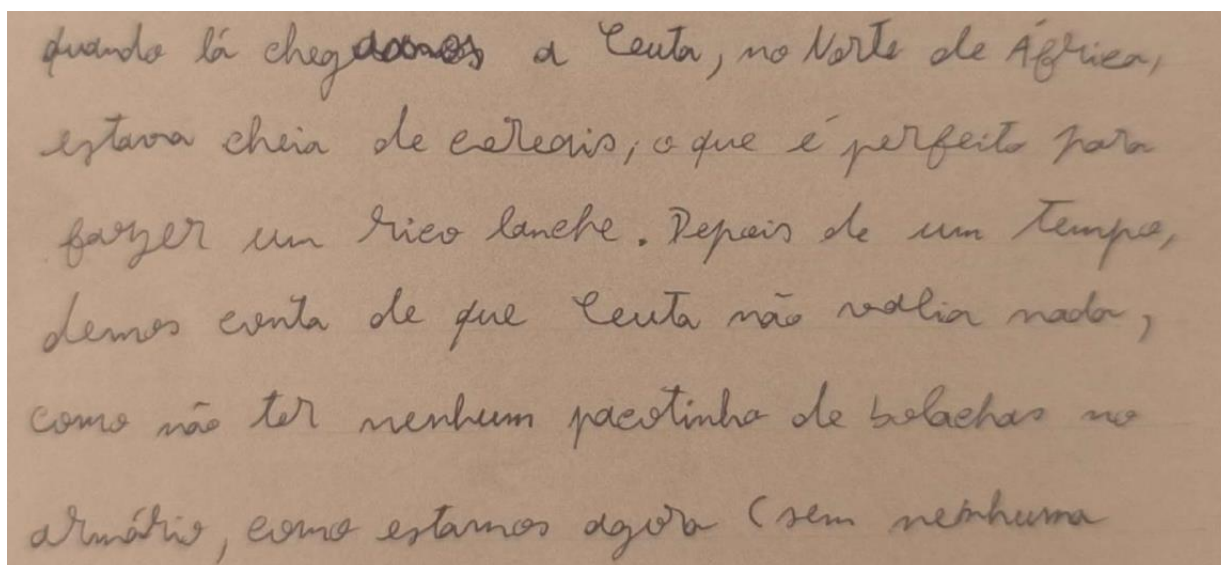 quando lá chegamos a Ceuta, no Norte de África,
estava cheia de cereais, o que é perfeito para
fazer um rico lanche. Depois de um tempo,
demos conta de que Ceuta não valia nada,
como não ter nenhum pacotinho de bolachas no
armário, como estamos agora (sem nenhuma